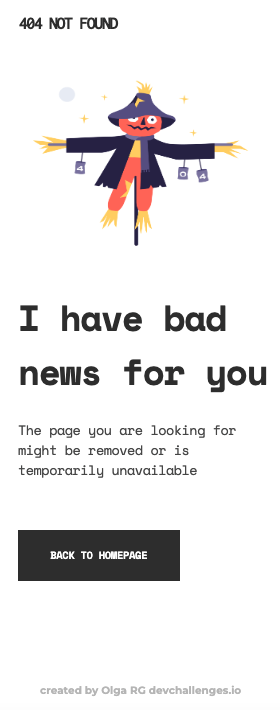 404 NOT FOUND
4
0
4
I have bad
news for you
The page you are looking for
might be removed or is
temporarily unavailable
BACK TO HOMEPAGE
created by Olga RG devchallenges.io